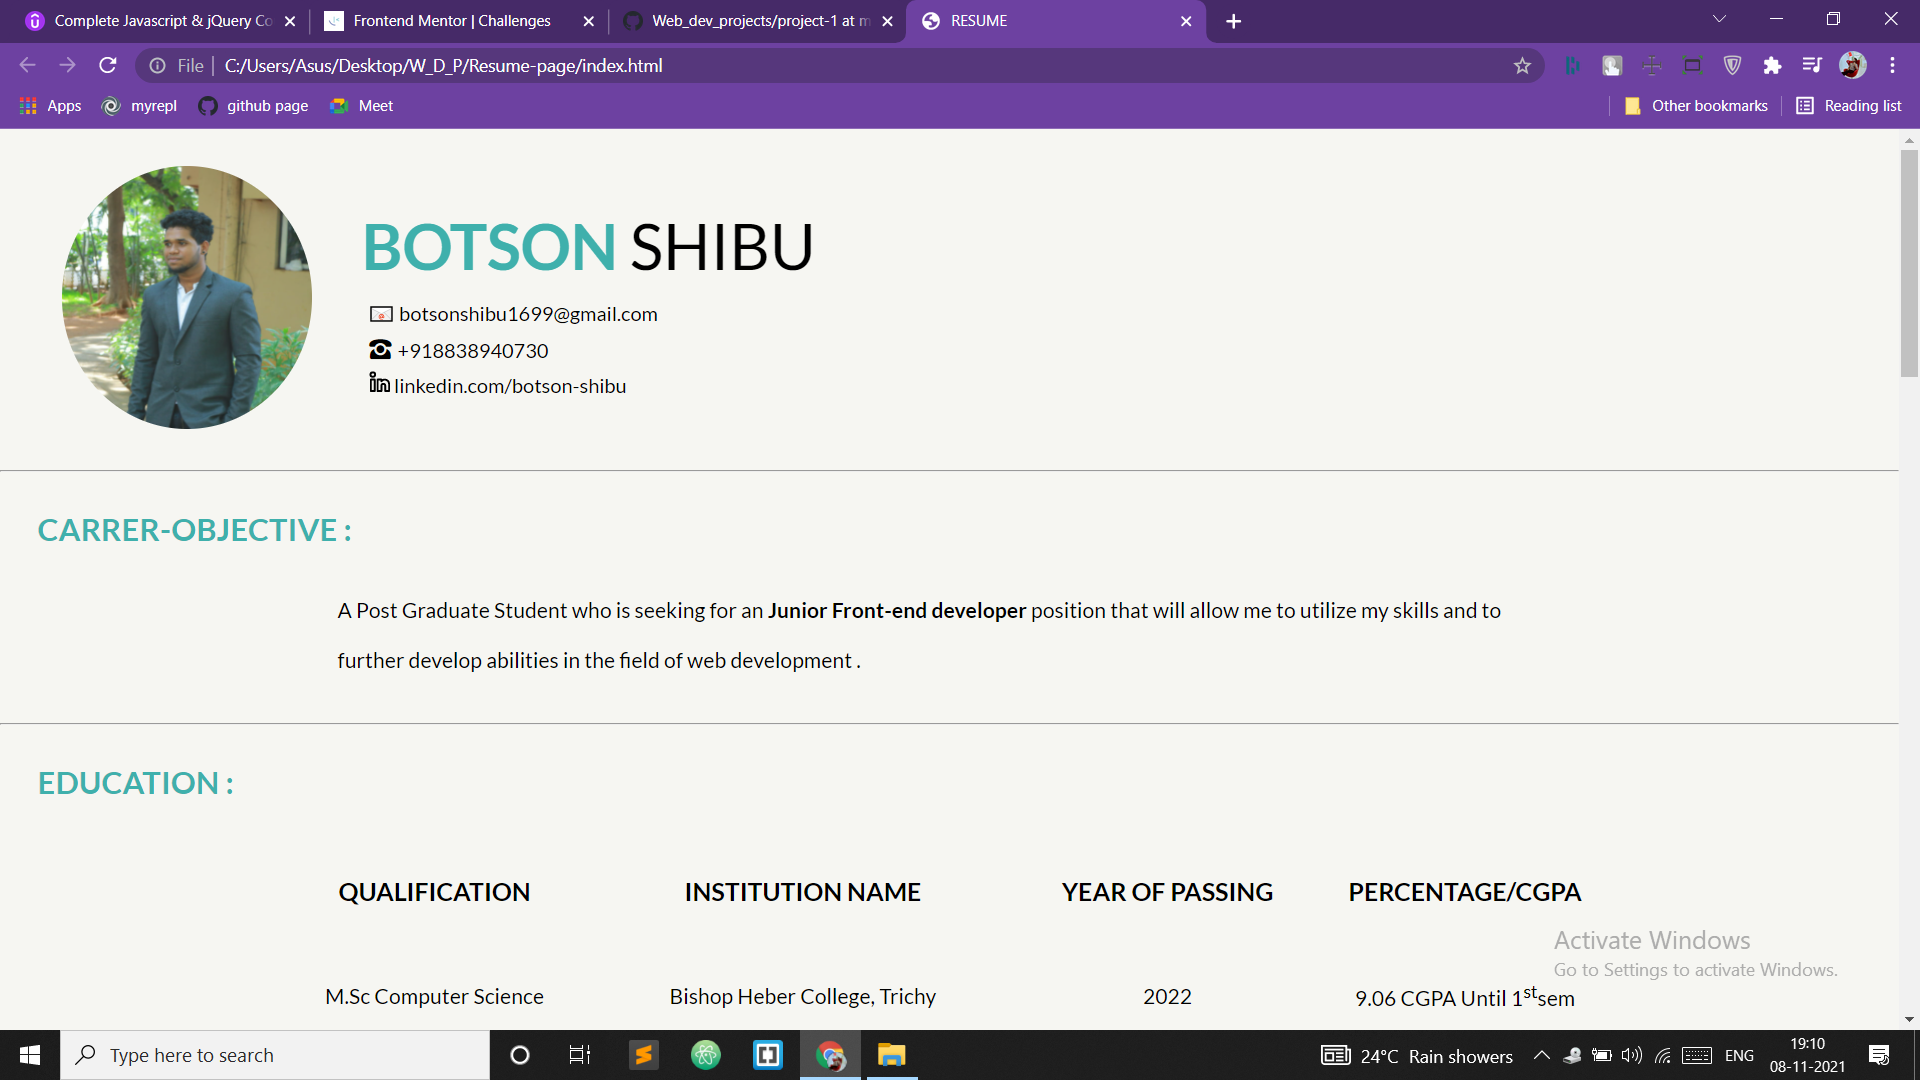 Complete Javascript & jQuery Co
Frontend Mentor | Challenges
Web_dev_projects/project-1 at m
RESUME
File
C:/Users/Asus/Desktop/W_D_P/Resume-page/index.html
Apps
myrepl
github page
Meet
Other bookmarks
Reading list
BOTSON SHIBU
botsonshibu1699@gmail.com
+918838940730
linkedin.com/botson-shibu
CARRER-OBJECTIVE :
A Post Graduate Student who is seeking for an Junior Front-end developer position that will allow me to utilize my skills and to
further develop abilities in the field of web development .
EDUCATION :
QUALIFICATION INSTITUTION NAME YEAR OF PASSING PERCENTAGE/CGPA
Activate Windows
Go to Settings to activate Windows.
M.Sc Computer Science Bishop Heber College, Trichy 2022 9.06 CGPA Until 1st sem
Type here to search
24°C Rain showers
ENG
19:10
08-11-2021